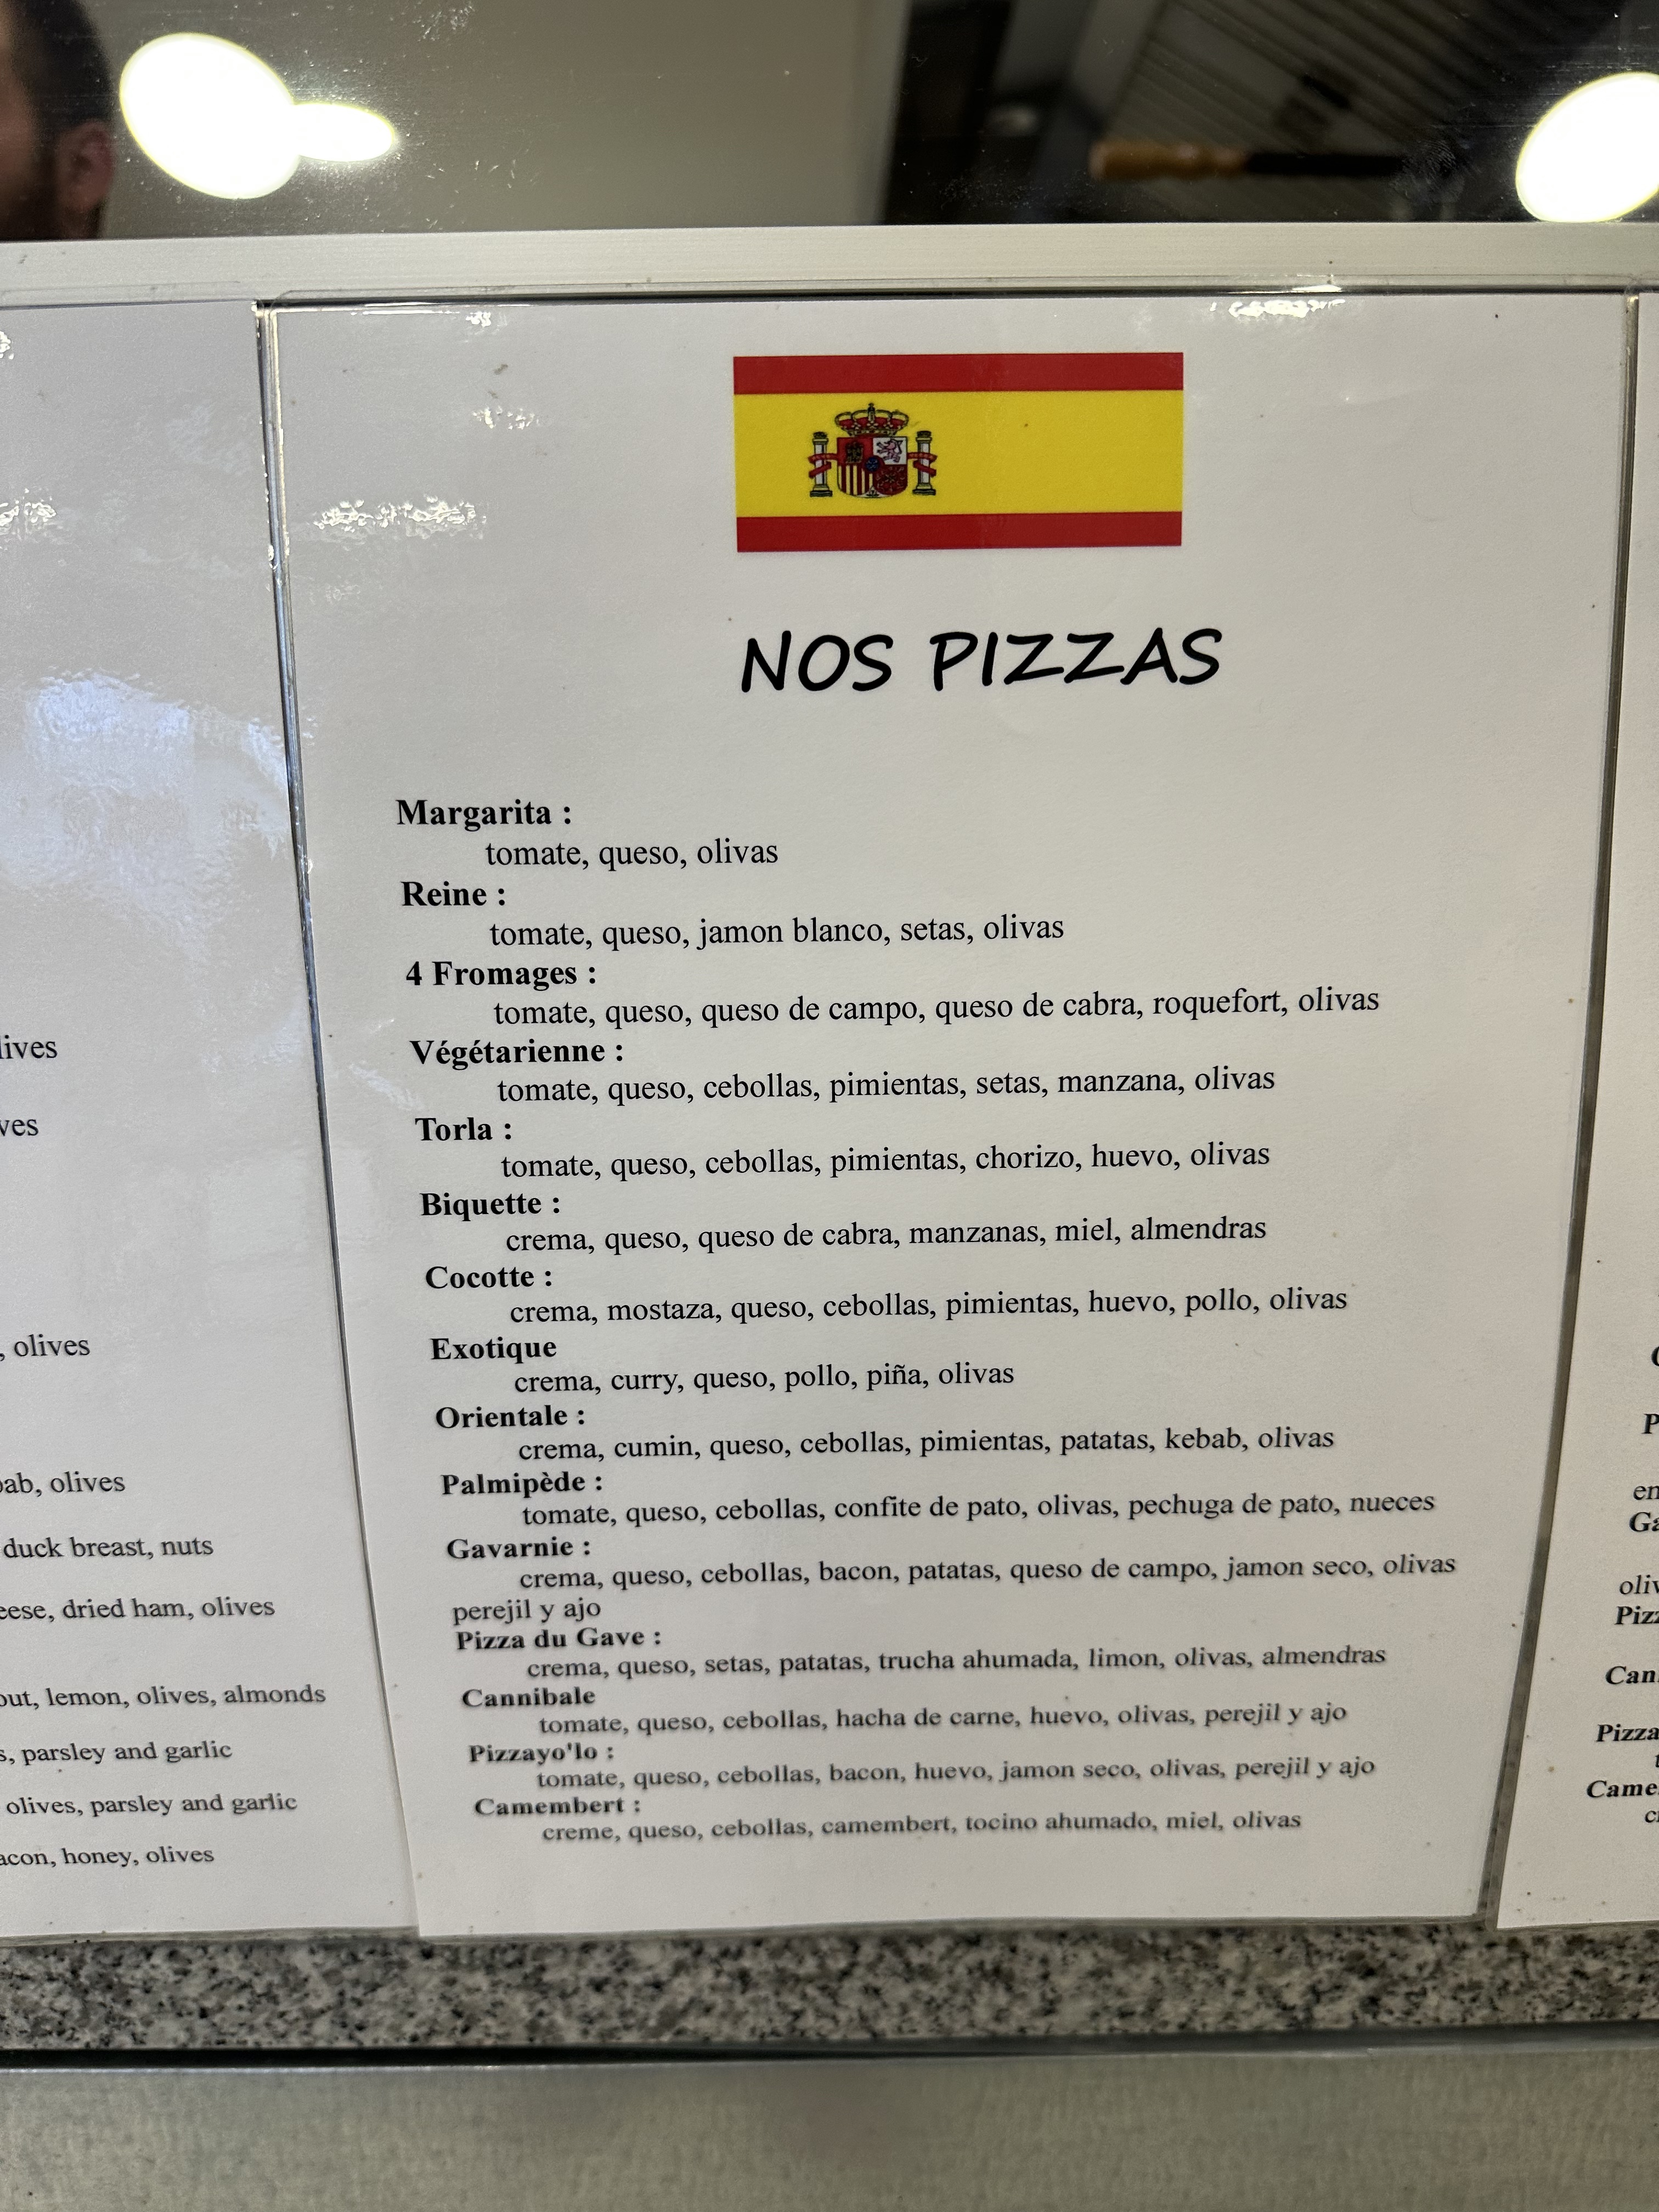 NOS PIZZAS
Margarita :
tomate, queso, olivas
Reine :
tomate, queso, jamon blanco, setas, olivas
4 Fromages :
tomate, queso, queso de campo, queso de cabra, roquefort, olivas
Végétarienne :
tomate, queso, cebollas, pimientas, setas, manzana, olivas
Torla :
tomate, queso, cebollas, pimientas, chorizo, huevo, olivas
Biquette :
crema, queso, queso de cabra, manzanas, miel, almendras
Cocotte :
crema, mostaza, queso, cebollas, pimientas, huevo, pollo, olivas
Exotique
crema, curry, queso, pollo, piña, olivas
Orientale :
crema, cumin, queso, cebollas, pimientas, patatas, kebab, olivas
Palmipède :
tomate, queso, cebollas, confite de pato, olivas, pechuga de pato, nueces
Gavarnie :
crema, queso, cebollas, bacon, patatas, queso de campo, jamon seco, olivas
perejil y ajo
Pizza du Gave :
crema, queso, setas, patatas, trucha ahumada, limon, olivas, almendras
Cannibale
tomate, queso, cebollas, hacha de carne, huevo, olivas, perejil y ajo
Pizzayo'lo :
tomate, queso, cebollas, bacon, huevo, jamon seco, olivas, perejil y ajo
Camembert :
creme, queso, cebollas, camembert, tocino ahumado, miel, olivas
, olives
olives
duck breast, nuts
dried ham, olives
lemon, olives, almonds
parsley and garlic
olives, parsley and garlic
honey, olives